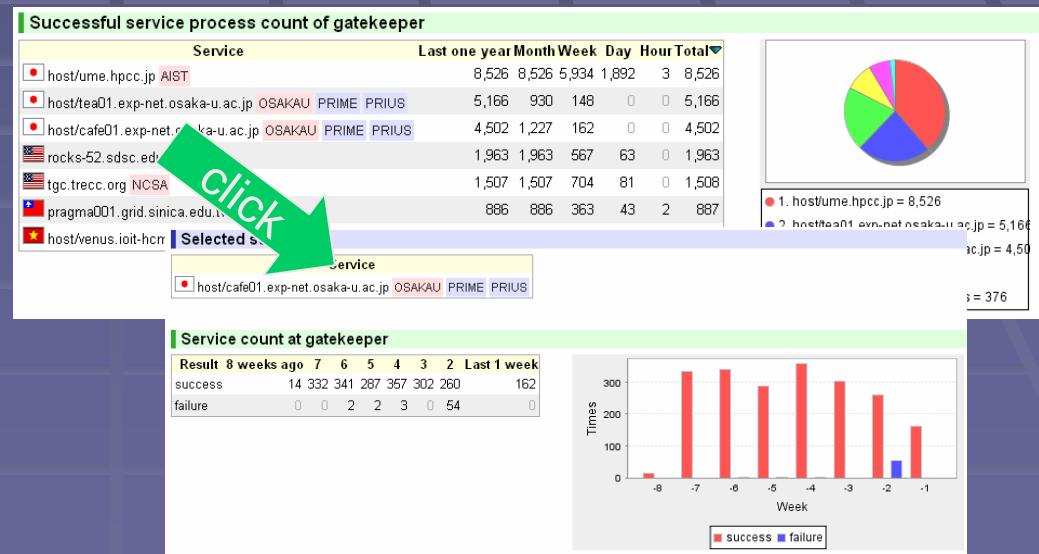 Successful service process count of gatekeeper
Service Last one year Month Week Day Hour Total
host/ume.hpcc.jp AIST 8,526 8,526 5,934 1,892 3 8,526
host/tea01.exp-net.osaka-u.ac.jp OSAKAU PRIME PRIUS 5,166 930 148 0 0 5,166
host/cafe01.exp-net.osaka-u.ac.jp OSAKAU PRIME PRIUS 4,502 1,227 162 0 0 4,502
rocks-52.sdsc.edu 1,963 1,963 567 63 0 1,963
tgc.trecc.org NCSA 1,507 1,507 704 81 0 1,508
pragma001.grid.sinica.edu.t 886 886 363 43 2 887
host/venus.ioit-hcm
1. host/ume.hpcc.jp = 8,526
2. host/tea01.exp-net.osaka-u.ac.jp = 5,166
ac.jp = 4,50
s = 376
click
Selected s
Service
host/cafe01.exp-net.osaka-u.ac.jp OSAKAU PRIME PRIUS
Service count at gatekeeper
Result 8 weeks ago 7 6 5 4 3 2 Last 1 week
success 14 332 341 287 357 302 260 162
failure 0 0 2 2 3 0 54 0
300
200
100
0
Times
-8 -7 -6 -5 -4 -3 -2 -1
Week
success failure